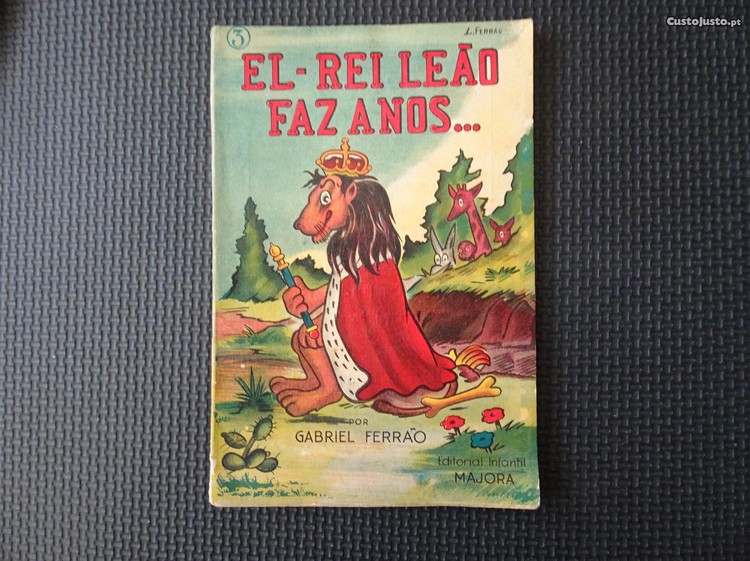 CustoJusto.pt
3
L. FERRÃO
EL-REI LEÃO
FAZ ANOS...
POR
GABRIEL FERRÃO
Editorial Infantil
MAJORA